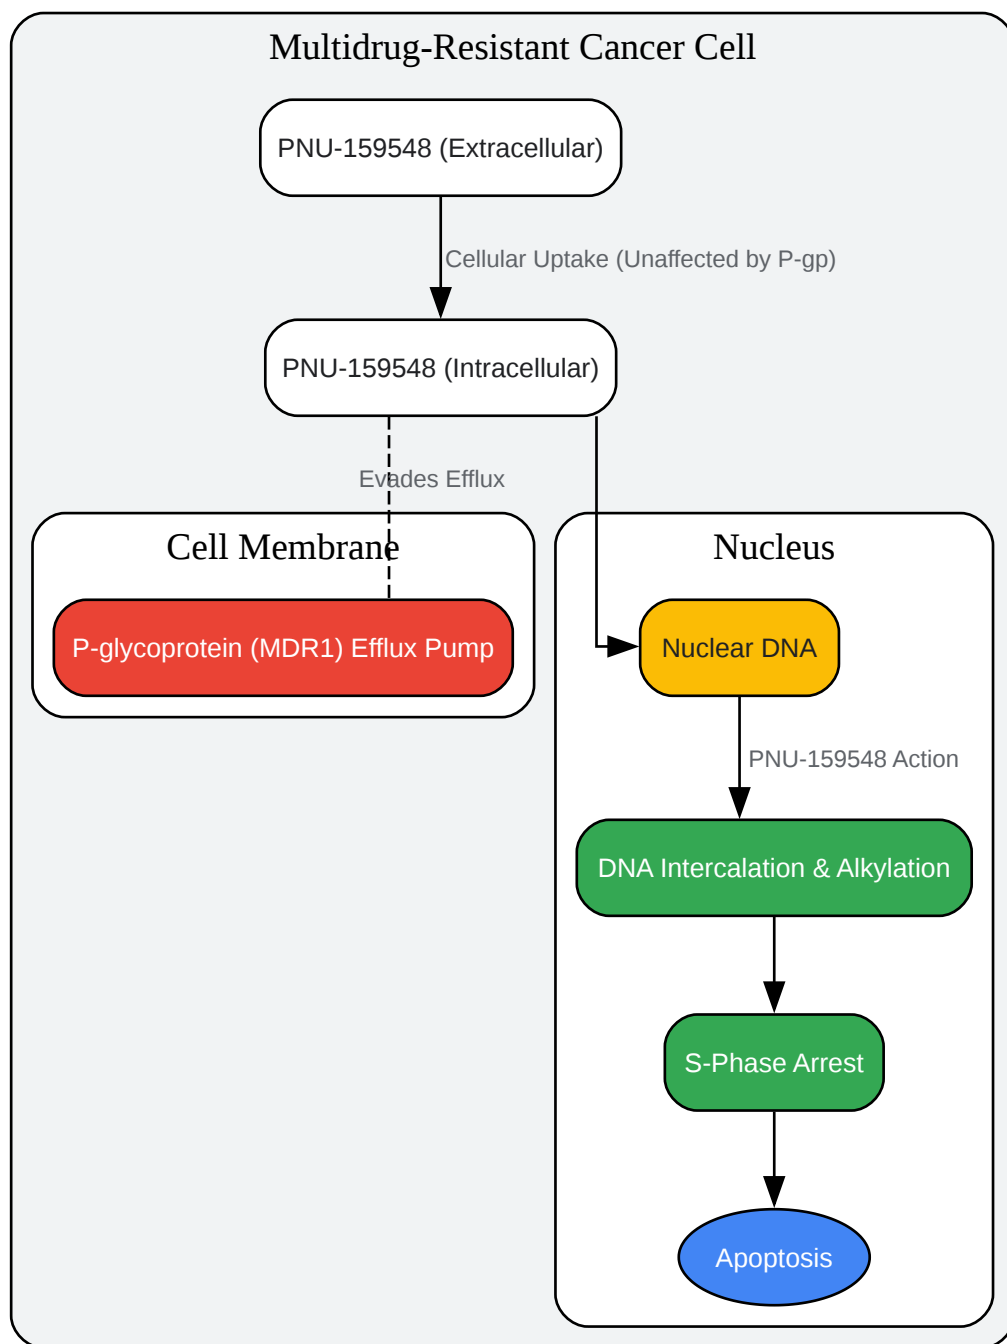 Multidrug-Resistant Cancer Cell
PNU-159548 (Extracellular)
Cellular Uptake (Unaffected by P-gp)
PNU-159548 (Intracellular)
Evades Efflux
Cell Membrane
P-glycoprotein (MDR1) Efflux Pump
Nucleus
Nuclear DNA
PNU-159548 Action
DNA Intercalation & Alkylation
S-Phase Arrest
Apoptosis